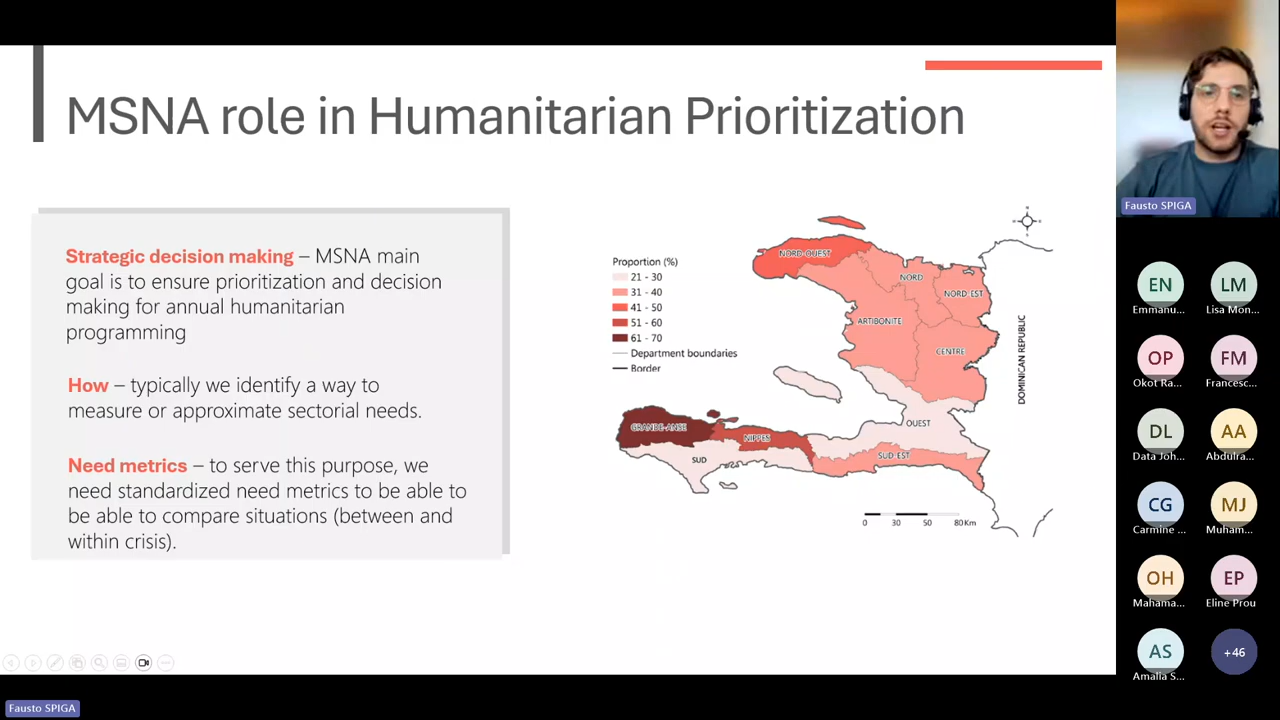 MSNA role in Humanitarian Prioritization
Strategic decision making – MSNA main
goal is to ensure prioritization and decision
making for annual humanitarian
programming
How – typically we identify a way to
measure or approximate sectorial needs.
Need metrics – to serve this purpose, we
need standardized need metrics to be able to
be able to compare situations (between and
within crisis).
Proportion (%)
21 - 30
31 - 40
41 - 50
51 - 60
61 - 70
Department boundaries
Border
NORD-OUEST
NORD
NORD-EST
ARTIBONITE
CENTRE
DOMINICAN REPUBLIC
OUEST
GRANDE-ANSE
NIPPES
SUD
SUD-EST
0 30 50 80 Km
Fausto SPIGA
EN
LM
Emmanu...
Lisa Mon...
OP
FM
Okot Ra...
Francesc...
DL
AA
Data Joh...
Abdulra...
CG
MJ
Carmine ...
Muham...
OH
EP
Mahama...
Eline Prou
AS
+46
Amalia S...
Fausto SPIGA